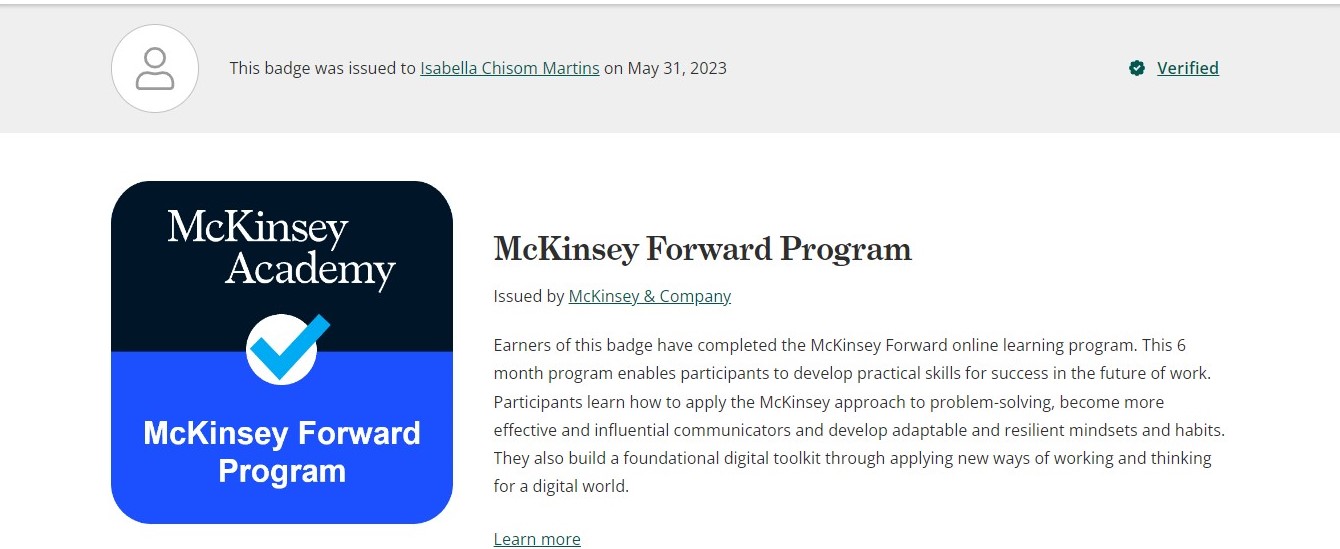 This badge was issued to Isabella Chisom Martins on May 31, 2023
Verified
McKinsey
Academy
McKinsey Forward
Program
McKinsey Forward Program
Issued by McKinsey & Company
Earners of this badge have completed the McKinsey Forward online learning program. This 6
month program enables participants to develop practical skills for success in the future of work.
Participants learn how to apply the McKinsey approach to problem-solving, become more
effective and influential communicators and develop adaptable and resilient mindsets and habits.
They also build a foundational digital toolkit through applying new ways of working and thinking
for a digital world.
Learn more